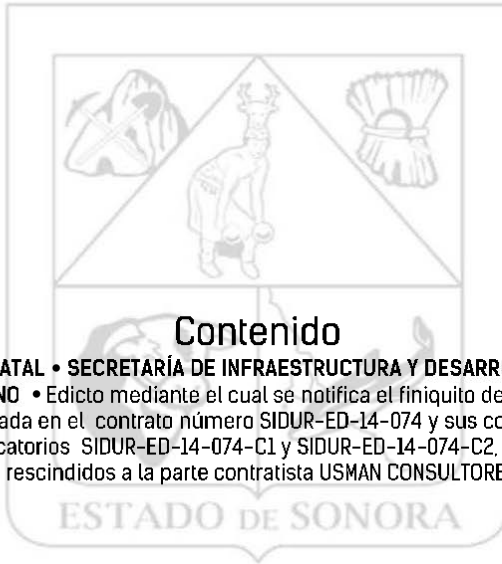 Contenido
ATAL • SECRETARÍA DE INFRAESTRUCTURA Y DESARR
NO • Edicto mediante el cual se notifica el finiquito de
ada en el contrato número SIDUR-ED-14-074 y sus co
catorios SIDUR-ED-14-074-C1 y SIDUR-ED-14-074-C2,
rescindidos a la parte contratista USMAN CONSULTORE
ESTADO DE SONORA